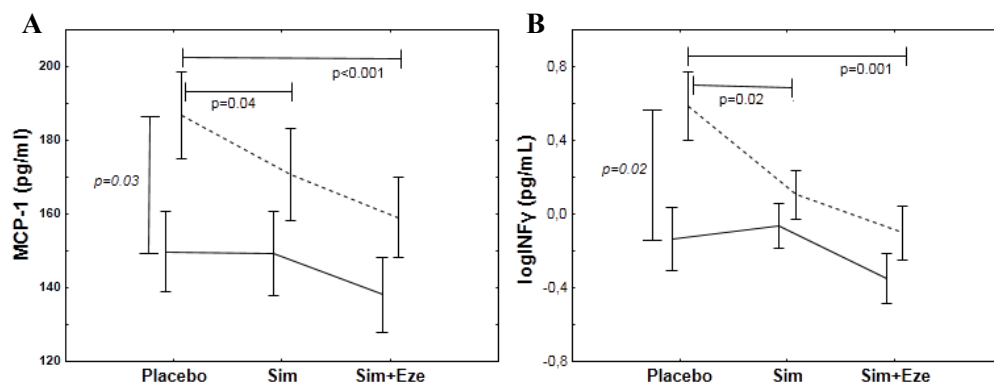 A
B
200
180
160
140
120
MCP-1 (pg/ml)
p<0.001
p=0.04
p=0.03
Placebo
Sim
Sim+Eze
0,8
0,4
0,0
-0,4
-0,8
logINFγ (pg/mL)
p=0.001
p=0.02
p=0.02
Placebo
Sim
Sim+Eze